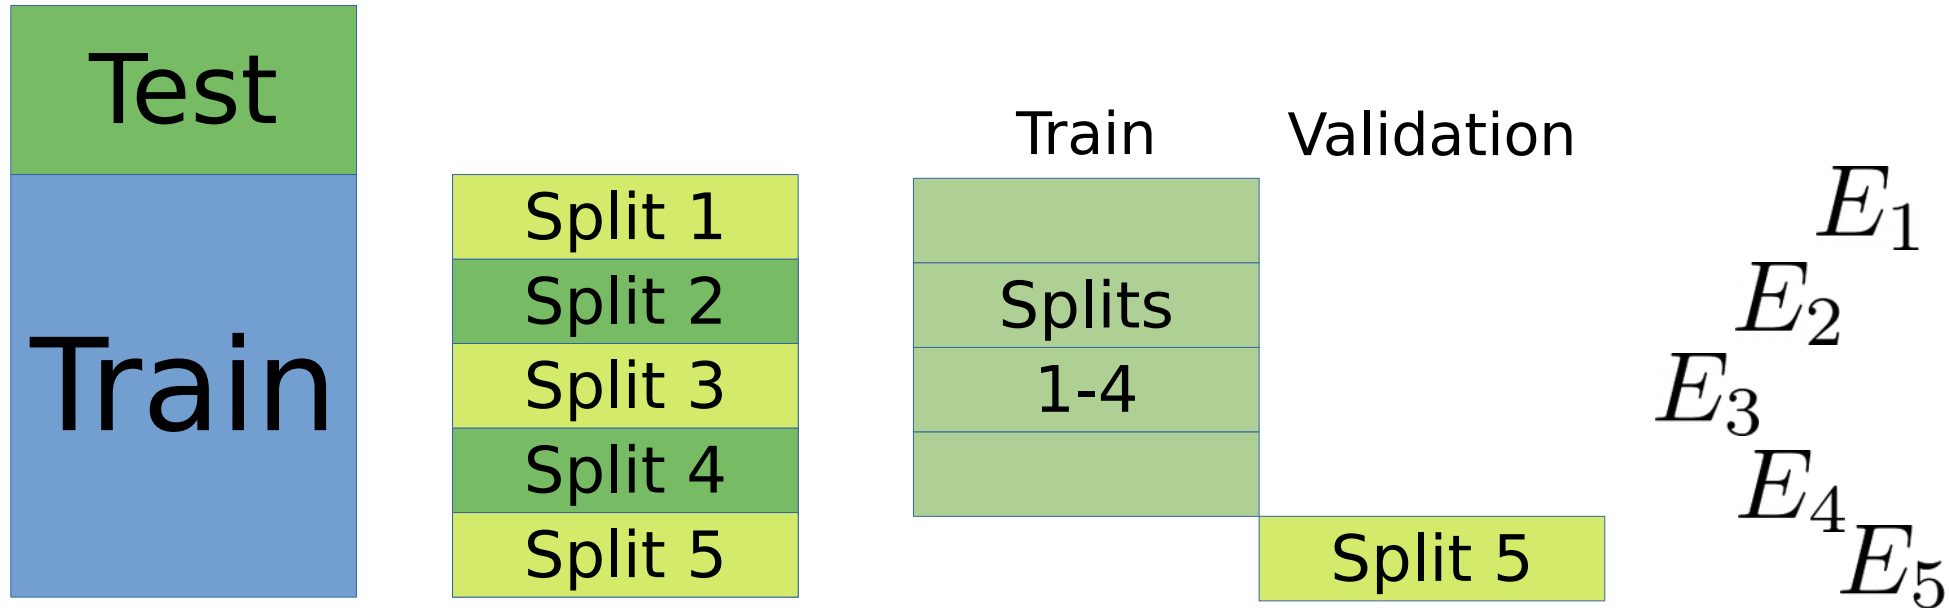 Test
Train
Split 1
Split 2
Split 3
Split 4
Split 5
Train
Splits
1-4
Validation
Split 5
E1
E2
E3
E4
E5